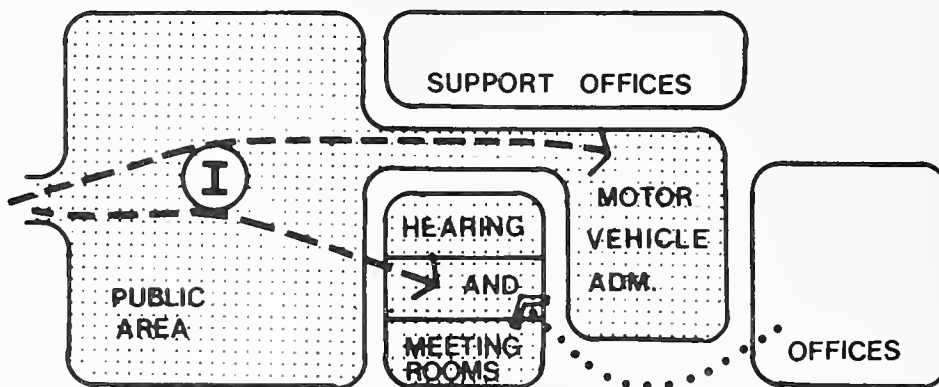 SUPPORT OFFICES
I
MOTOR
VEHICLE
ADM.
HEARING
AND
MEETING
ROOMS
PUBLIC
AREA
OFFICES